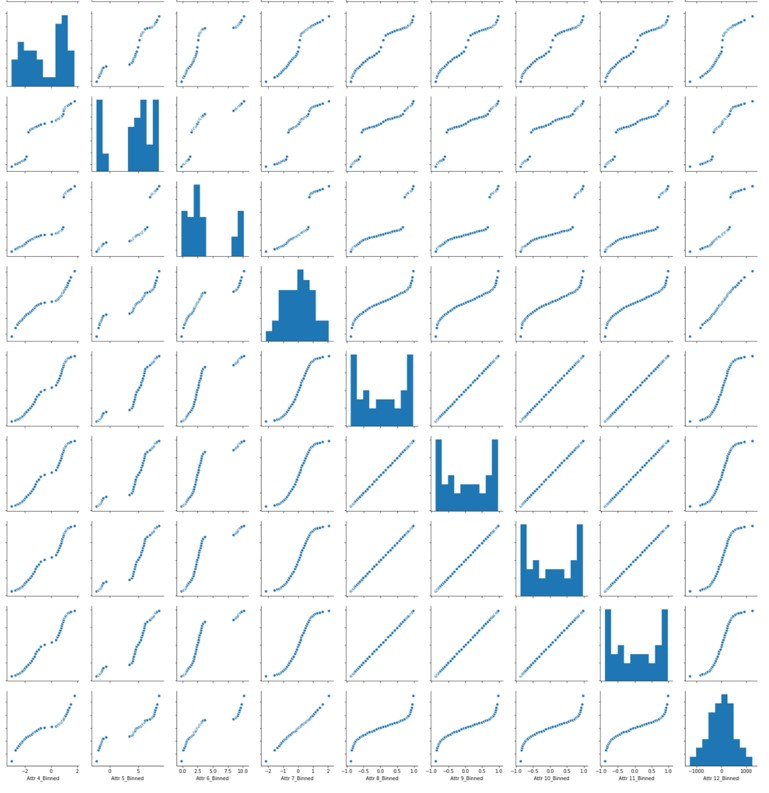 −2 0 2 0 5 0.0 2.5 5.0 7.5 10.0 −2 −1 0 1 2 −1.0 −0.5 0.0 0.5 1.0 −1.0 −0.5 0.0 0.5 1.0 −1.0 −0.5 0.0 0.5 1.0 −1.0 −0.5 0.0 0.5 1.0 −1000 0 1000
Attr 4_Binned Attr 5_Binned Attr 6_Binned Attr 7_Binned Attr 8_Binned Attr 9_Binned Attr 10_Binned Attr 11_Binned Attr 12_Binned